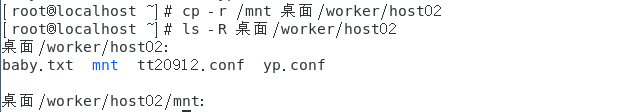 [root@localhost ~]# cp -r /mnt 桌面/worker/host02
[root@localhost ~]# ls -R 桌面/worker/host02
桌面/worker/host02:
baby.txt  mnt  tt20912.conf  yp.conf

桌面/worker/host02/mnt: